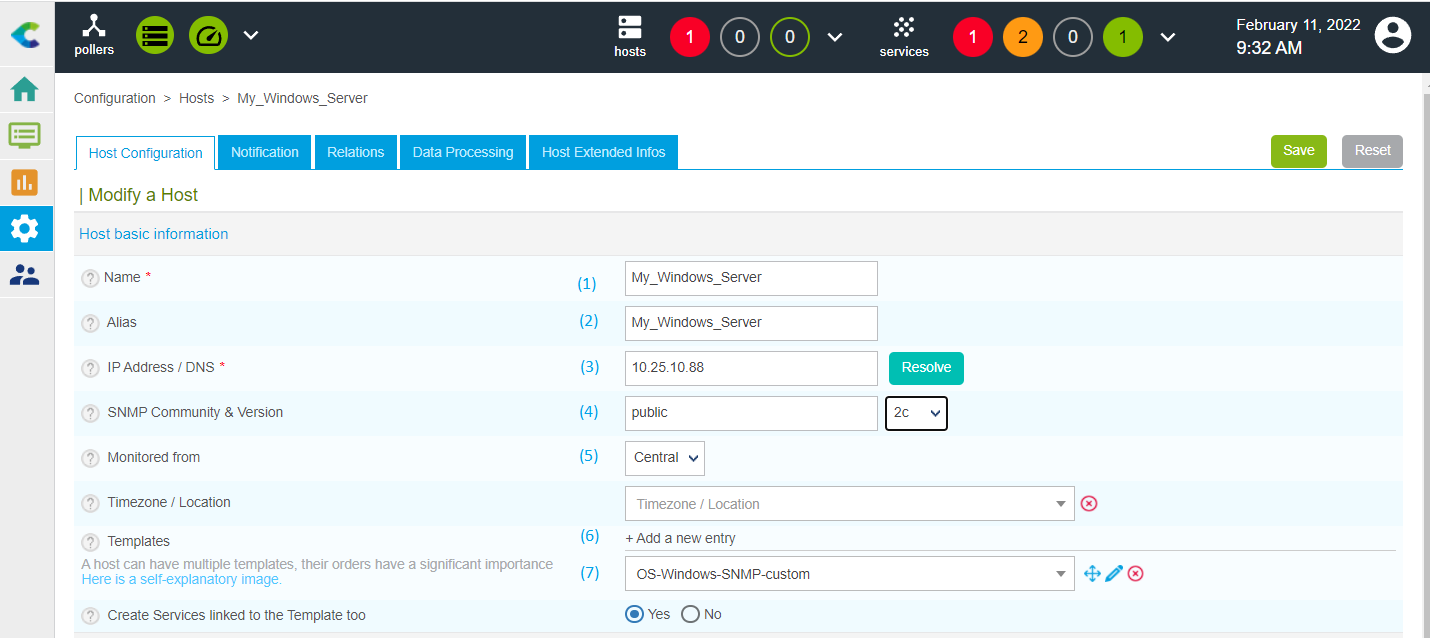 pollers
hosts
1 0 0
services
1 2 0 1
February 11, 2022
9:32 AM
Configuration > Hosts > My_Windows_Server
Host Configuration Notification Relations Data Processing Host Extended Infos Save Reset
| Modify a Host
Host basic information
? Name * (1) My_Windows_Server
? Alias (2) My_Windows_Server
? IP Address / DNS * (3) 10.25.10.88 Resolve
? SNMP Community & Version (4) public 2c
? Monitored from (5) Central
? Timezone / Location Timezone / Location
? Templates (6) + Add a new entry
A host can have multiple templates, their orders have a significant importance
Here is a self-explanatory image.
(7) OS-Windows-SNMP-custom
? Create Services linked to the Template too Yes No